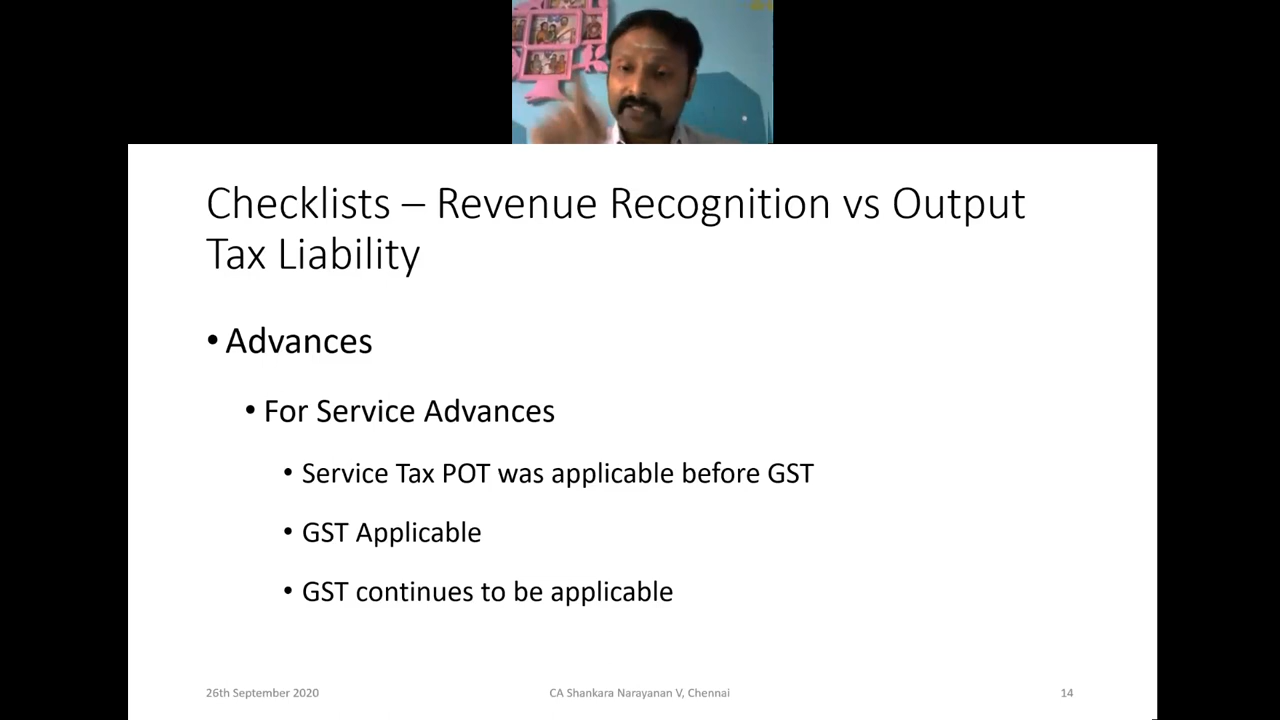 Checklists – Revenue Recognition vs Output
Tax Liability
• Advances
• For Service Advances
• Service Tax POT was applicable before GST
• GST Applicable
• GST continues to be applicable
26th September 2020
CA Shankara Narayanan V, Chennai
14